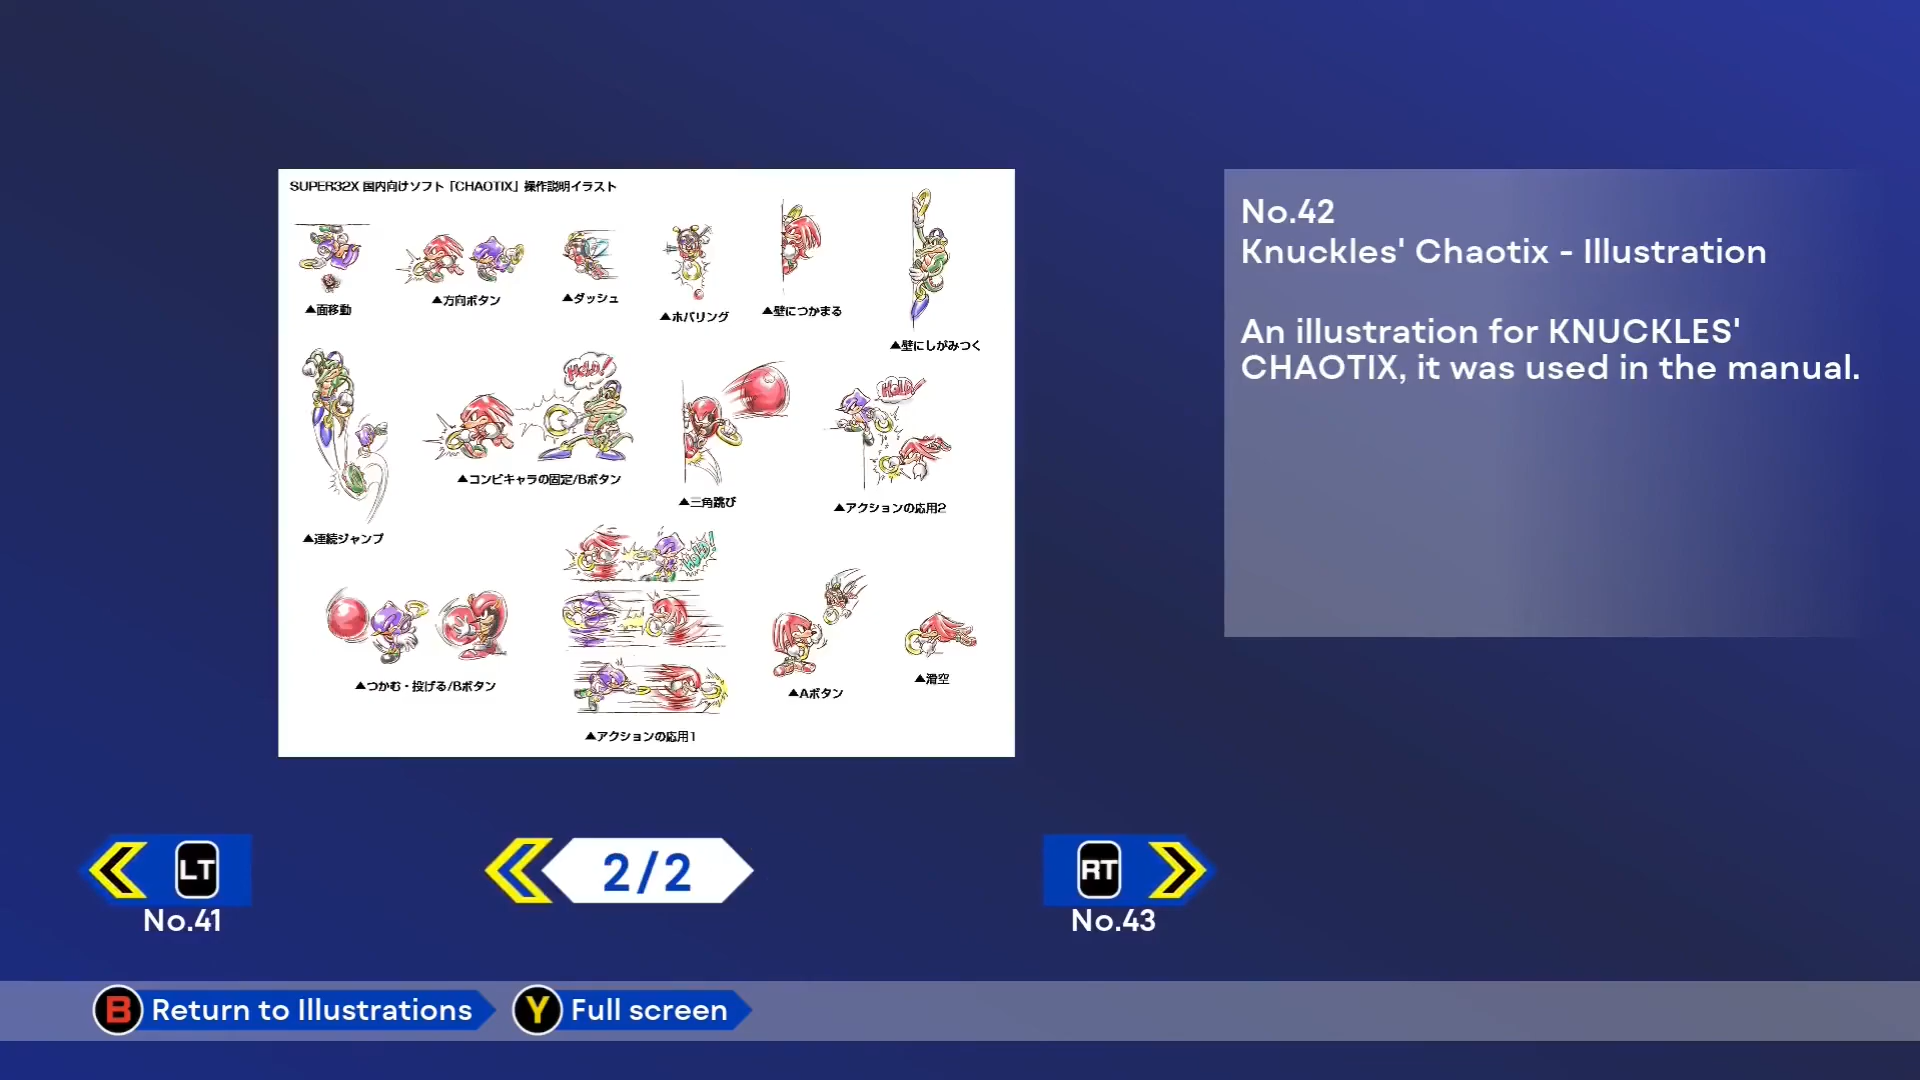 SUPER32X 国内向けソフト「CHAOTIX」操作説明イラスト
▲面移動
▲方向ボタン
▲ダッシュ
▲ホバリング
▲壁につかまる
▲壁にしがみつく
HOLD!
HOLD!
▲連続ジャンプ
▲コンビキャラの固定/Bボタン
▲三角跳び
▲アクションの応用2
HOLD!
▲つかむ・投げる/Bボタン
▲アクションの応用1
▲Aボタン
▲滑空
No.42
Knuckles' Chaotix - Illustration
An illustration for KNUCKLES'
CHAOTIX, it was used in the manual.
LT
No.41
2/2
RT
No.43
B Return to Illustrations
Y Full screen